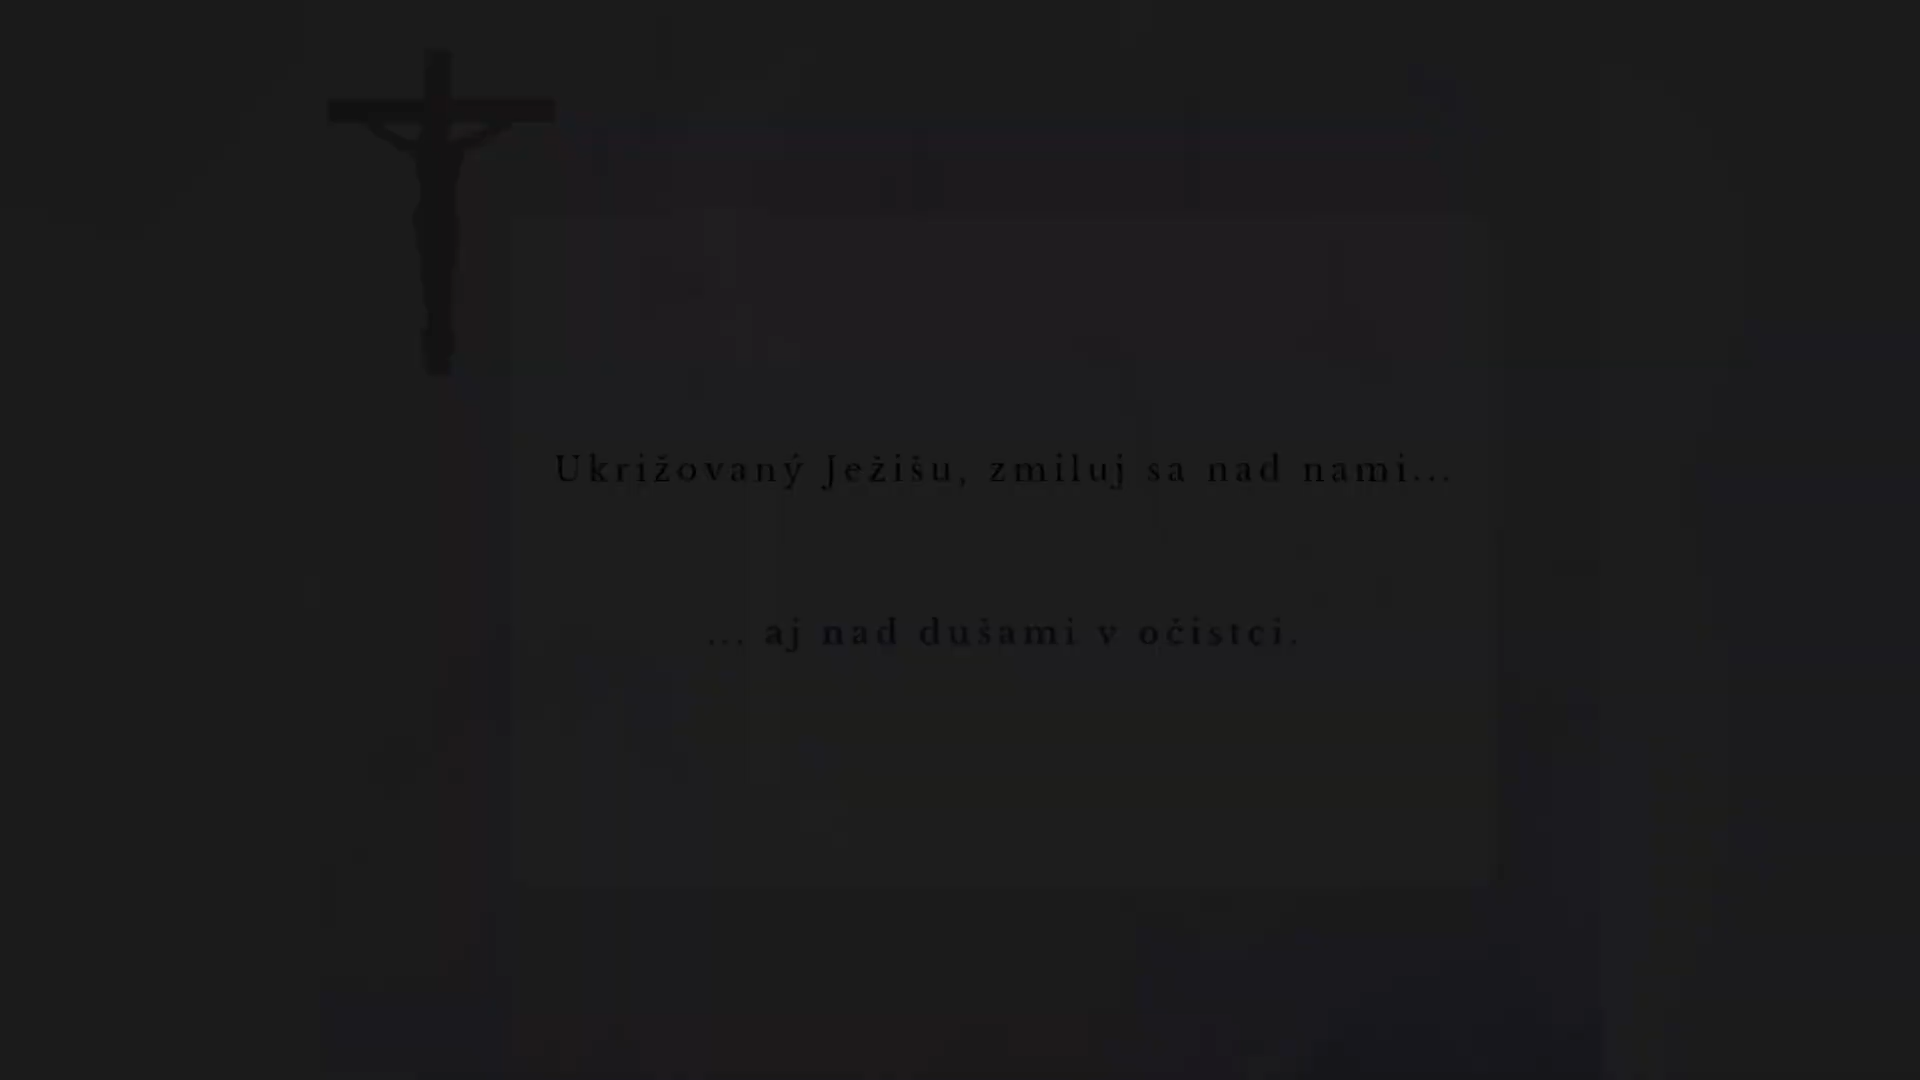 Ukrižovaný Ježišu, zmiluj sa nad nami...
... aj nad dušami v očistci.